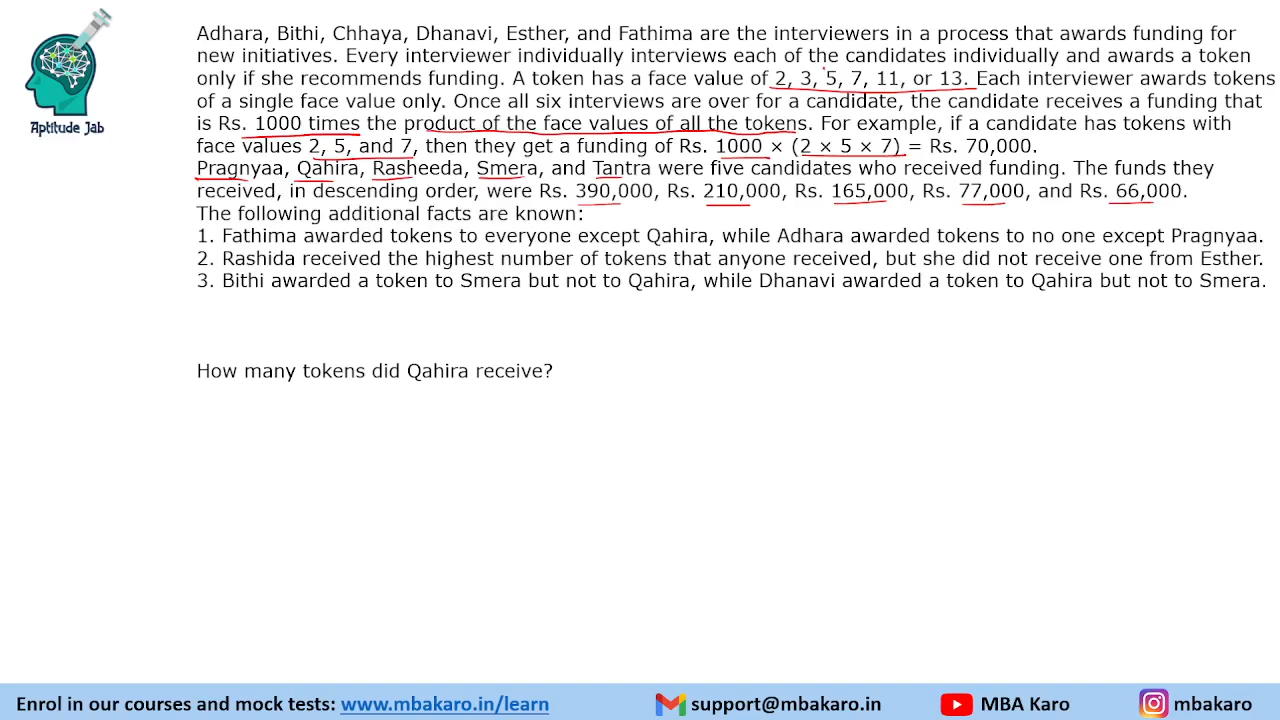 Adhara, Bithi, Chhaya, Dhanavi, Esther, and Fathima are the interviewers in a process that awards funding for
new initiatives. Every interviewer individually interviews each of the candidates individually and awards a token
only if she recommends funding. A token has a face value of 2, 3, 5, 7, 11, or 13. Each interviewer awards tokens
of a single face value only. Once all six interviews are over for a candidate, the candidate receives a funding that
is Rs. 1000 times the product of the face values of all the tokens. For example, if a candidate has tokens with
face values 2, 5, and 7, then they get a funding of Rs. 1000 × (2 × 5 × 7) = Rs. 70,000.
Pragnyaa, Qahira, Rasheeda, Smera, and Tantra were five candidates who received funding. The funds they
received, in descending order, were Rs. 390,000, Rs. 210,000, Rs. 165,000, Rs. 77,000, and Rs. 66,000.
The following additional facts are known:
1. Fathima awarded tokens to everyone except Qahira, while Adhara awarded tokens to no one except Pragnyaa.
2. Rashida received the highest number of tokens that anyone received, but she did not receive one from Esther.
3. Bithi awarded a token to Smera but not to Qahira, while Dhanavi awarded a token to Qahira but not to Smera.
How many tokens did Qahira receive?
Aptitude Jab
Enrol in our courses and mock tests: www.mbakaro.in/learn
support@mbakaro.in
MBA Karo
mbakaro